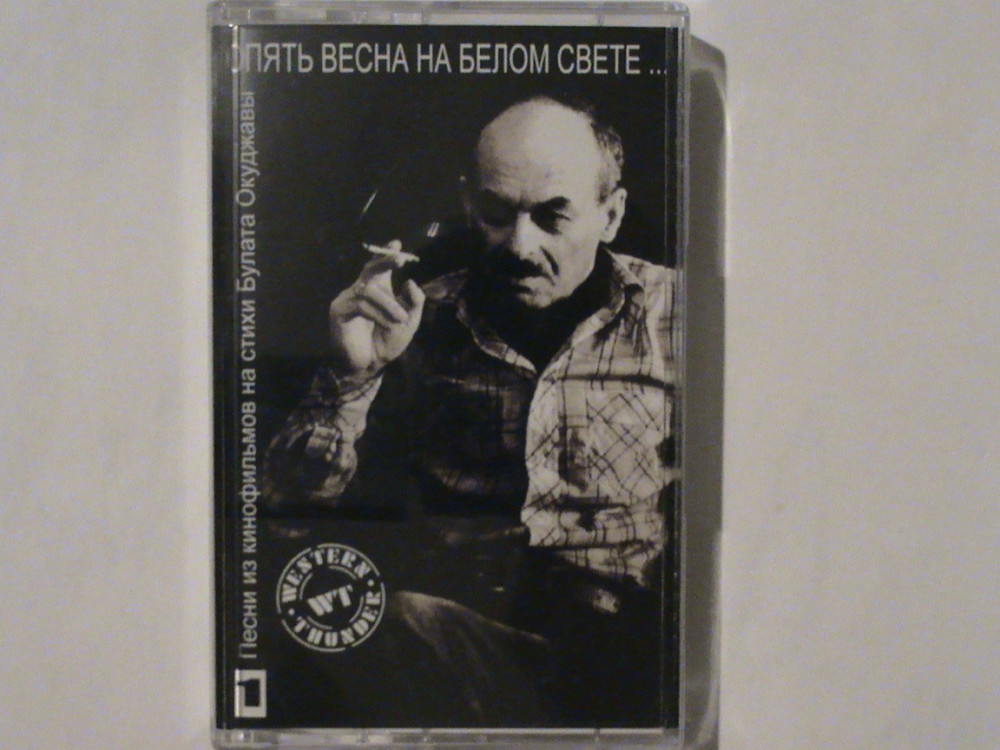 ОПЯТЬ ВЕСНА НА БЕЛОМ СВЕТЕ ...
Песни из кинофильмов на стихи Булата Окуджавы
WESTERN
WT
THUNDER